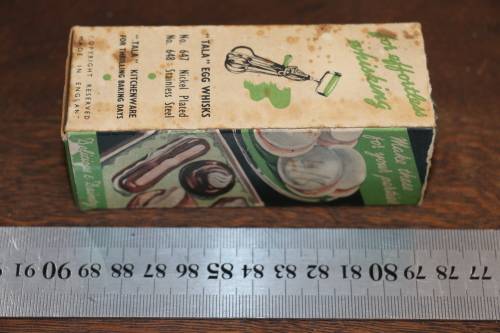 for effortless
whisking
"TALA" EGG WHISKS
No. 647 Nickel Plated
No. 648 Stainless Steel
"TALA" KITCHENWARE
FOR THRILLING BAKING DAYS
COPYRIGHT RESERVED
MADE IN ENGLAND
Make these
for your
91 90 89 88 87 86 85 84 83 82 81 80 79 78 77